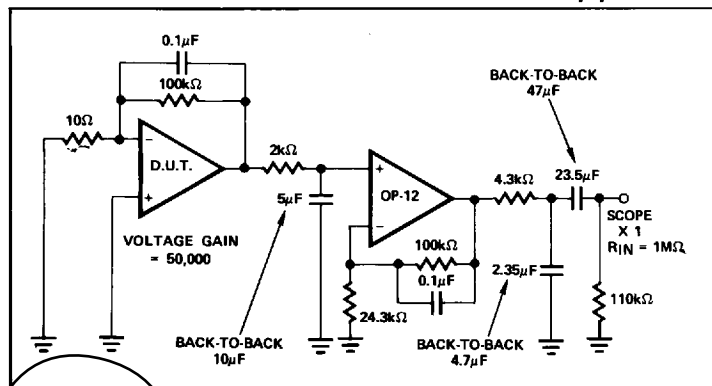 0.1μF
100kΩ
10Ω
−
D.U.T.
+
VOLTAGE GAIN
= 50,000
2kΩ
5μF
BACK-TO-BACK
10μF
+
OP-12
−
100kΩ
0.1μF
24.3kΩ
4.3kΩ
2.35μF
BACK-TO-BACK
4.7μF
BACK-TO-BACK
47μF
23.5μF
SCOPE
X 1
RIN = 1MΩ
110kΩ